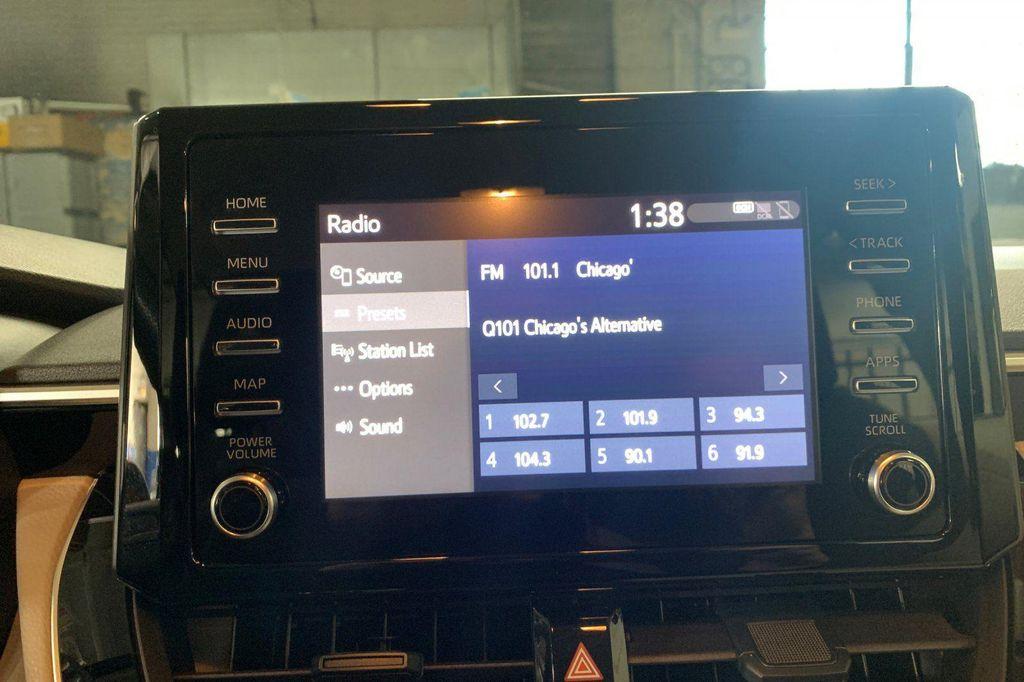 HOME
MENU
AUDIO
MAP
POWER
VOLUME
Radio
1:38
DCM
Source
Presets
Station List
Options
Sound
FM 101.1 Chicago'
Q101 Chicago's Alternative
<
>
1 102.7
2 101.9
3 94.3
4 104.3
5 90.1
6 91.9
SEEK >
< TRACK
PHONE
APPS
TUNE
SCROLL